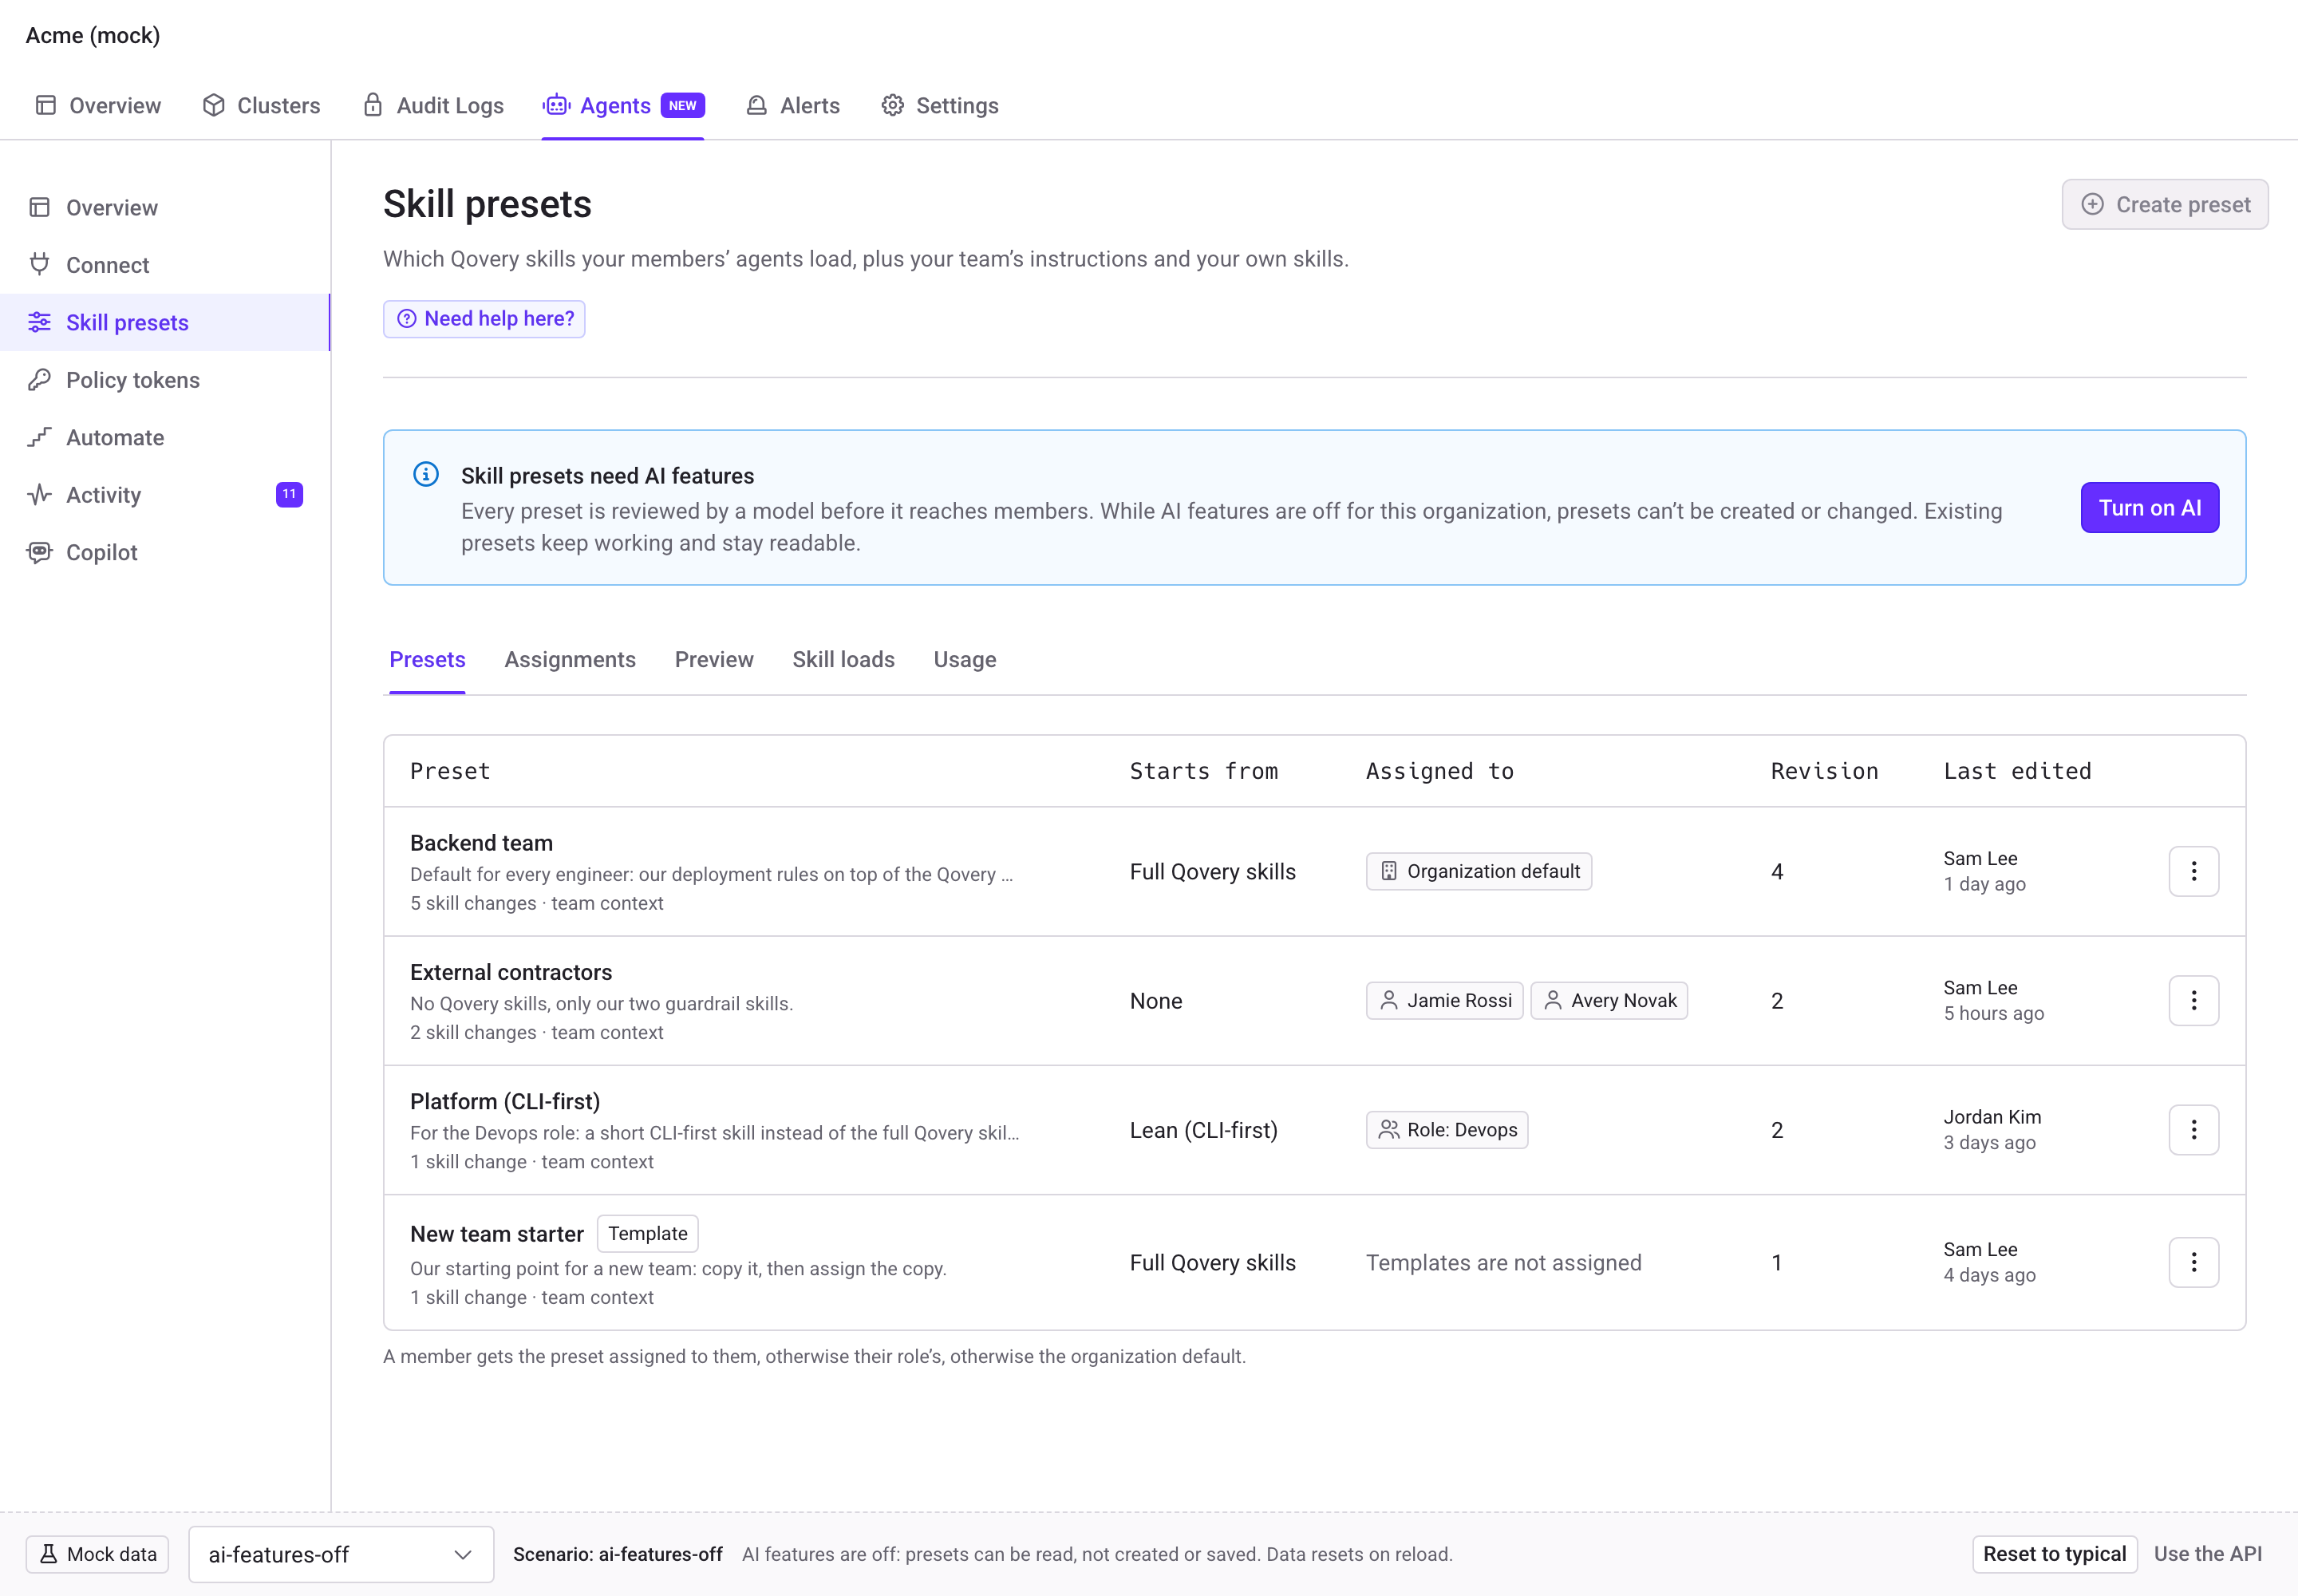 Acme (mock)
Overview
Clusters
Audit Logs
Agents NEW
Alerts
Settings
Overview
Connect
Skill presets
Policy tokens
Automate
Activity 11
Copilot
Skill presets
Create preset
Which Qovery skills your members’ agents load, plus your team’s instructions and your own skills.
Need help here?
Skill presets need AI features
Every preset is reviewed by a model before it reaches members. While AI features are off for this organization, presets can’t be created or changed. Existing
presets keep working and stay readable.
Turn on AI
Presets
Assignments
Preview
Skill loads
Usage
Preset Starts from Assigned to Revision Last edited
Backend team
Default for every engineer: our deployment rules on top of the Qovery ...
5 skill changes · team context
Full Qovery skills
Organization default
4
Sam Lee
1 day ago
External contractors
No Qovery skills, only our two guardrail skills.
2 skill changes · team context
None
Jamie Rossi
Avery Novak
2
Sam Lee
5 hours ago
Platform (CLI-first)
For the Devops role: a short CLI-first skill instead of the full Qovery skil...
1 skill change · team context
Lean (CLI-first)
Role: Devops
2
Jordan Kim
3 days ago
New team starter Template
Our starting point for a new team: copy it, then assign the copy.
1 skill change · team context
Full Qovery skills
Templates are not assigned
1
Sam Lee
4 days ago
A member gets the preset assigned to them, otherwise their role’s, otherwise the organization default.
Mock data
ai-features-off
Scenario: ai-features-off AI features are off: presets can be read, not created or saved. Data resets on reload.
Reset to typical
Use the API